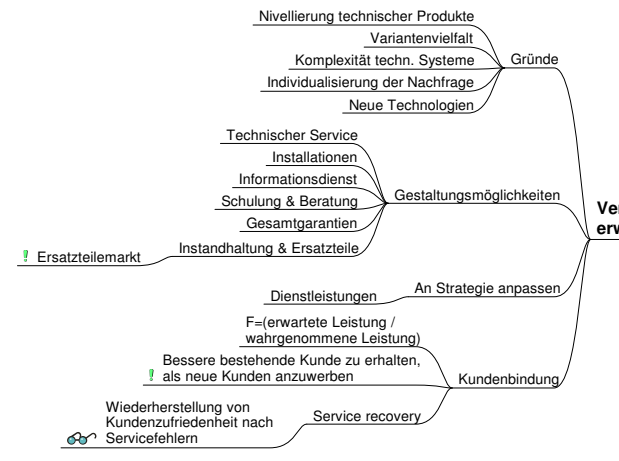 Nivellierung technischer Produkte
Variantenvielfalt
Komplexität techn. Systeme
Individualisierung der Nachfrage
Neue Technologien
Gründe
Technischer Service
Installationen
Informationsdienst
Schulung & Beratung
Gesamtgarantien
Instandhaltung & Ersatzteile
Ersatzteilemarkt
Gestaltungsmöglichkeiten
Dienstleistungen
An Strategie anpassen
F=(erwartete Leistung /
wahrgenommene Leistung)
Bessere bestehende Kunde zu erhalten,
als neue Kunden anzuwerben
Wiederherstellung von
Kundenzufriedenheit nach
Servicefehlern
Service recovery
Kundenbindung